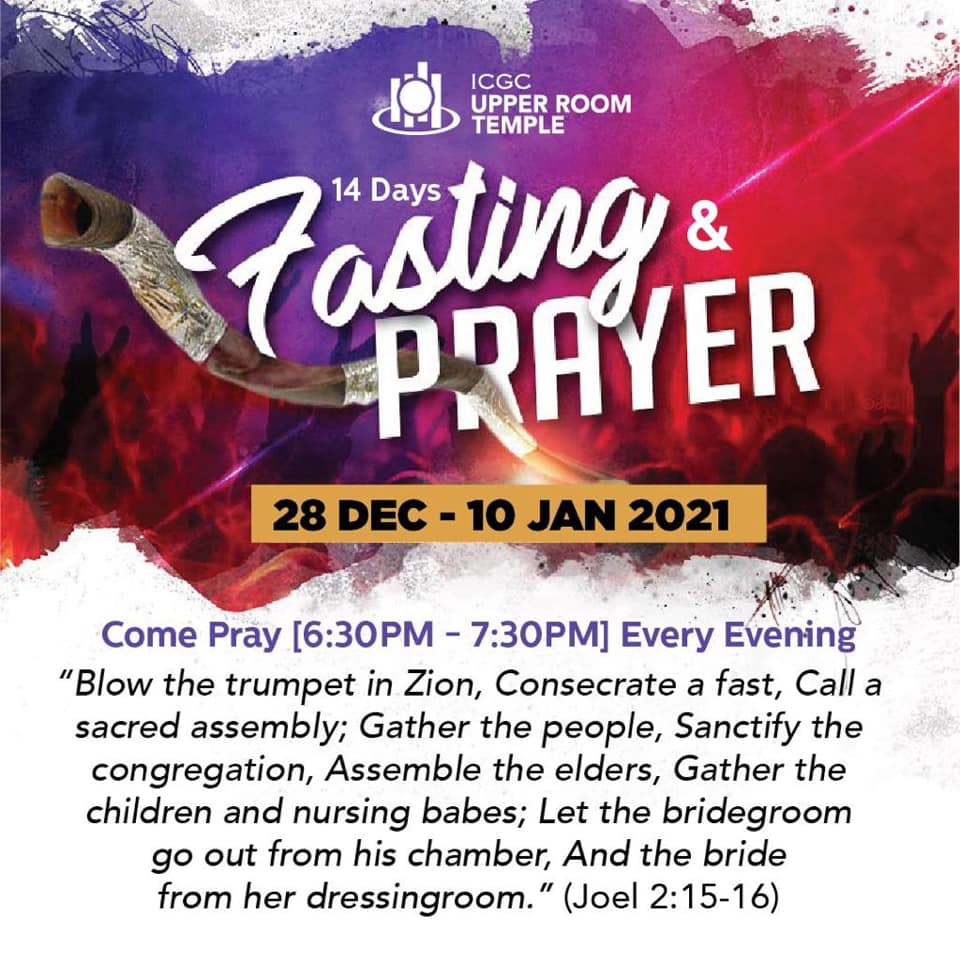 ICGC
UPPER ROOM
TEMPLE
14 Days
Fasting &
PRAYER
28 DEC - 10 JAN 2021
Come Pray [6:30PM - 7:30PM] Every Evening
“Blow the trumpet in Zion, Consecrate a fast, Call a
sacred assembly; Gather the people, Sanctify the
congregation, Assemble the elders, Gather the
children and nursing babes; Let the bridegroom
go out from his chamber, And the bride
from her dressingroom.” (Joel 2:15-16)